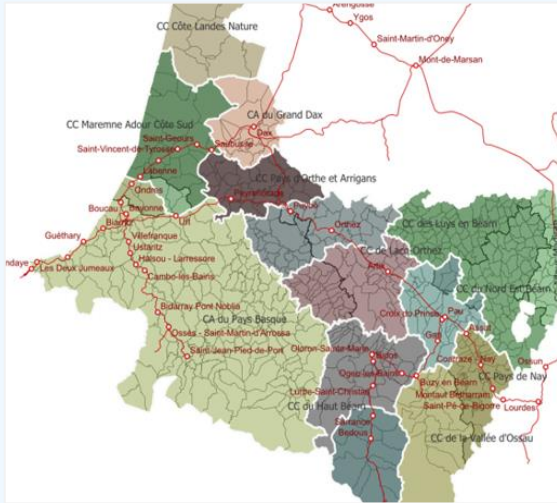 Arengosse
Ygos
CC Côte Landes Nature
Saint-Martin-d'Oney
Mont-de-Marsan
CA du Grand Dax
CC Maremne Adour Côte Sud
Dax
Saint-Geours
Saint-Vincent-de-Tyrosse
Saubusse
Labenne
CC Pays d'Orthe et Arrigans
Ondres
Peyrehorade
Boucau
Bayonne
Puyoo
CC des Luys en Béarn
Biarritz
Urt
Orthez
Guéthary
Villefranque
Ustaritz
CC de Lacq-Orthez
Halsou - Larressore
Les Deux Jumeaux
Artix
CC du Nord Est Béarn
Cambo-les-Bains
Bidarray Pont Noblia
CA du Pays Basque
Croix du Prince
Pau
Ossès - Saint-Martin-d'Arrossa
Gan
Assat
Saint-Jean-Pied-de-Port
Oloron-Sainte-Marie
Coarraze - Nay
Ossun
Ogeu-les-Bains
CC Pays de Nay
Buzy en Béarn
Lurbe-Saint-Christau
Montaut Betharram
CC du Haut Béarn
Saint-Pé-de-Bigorre
Lourdes
Sarrance
Bedous
CC de la Vallée d'Ossau